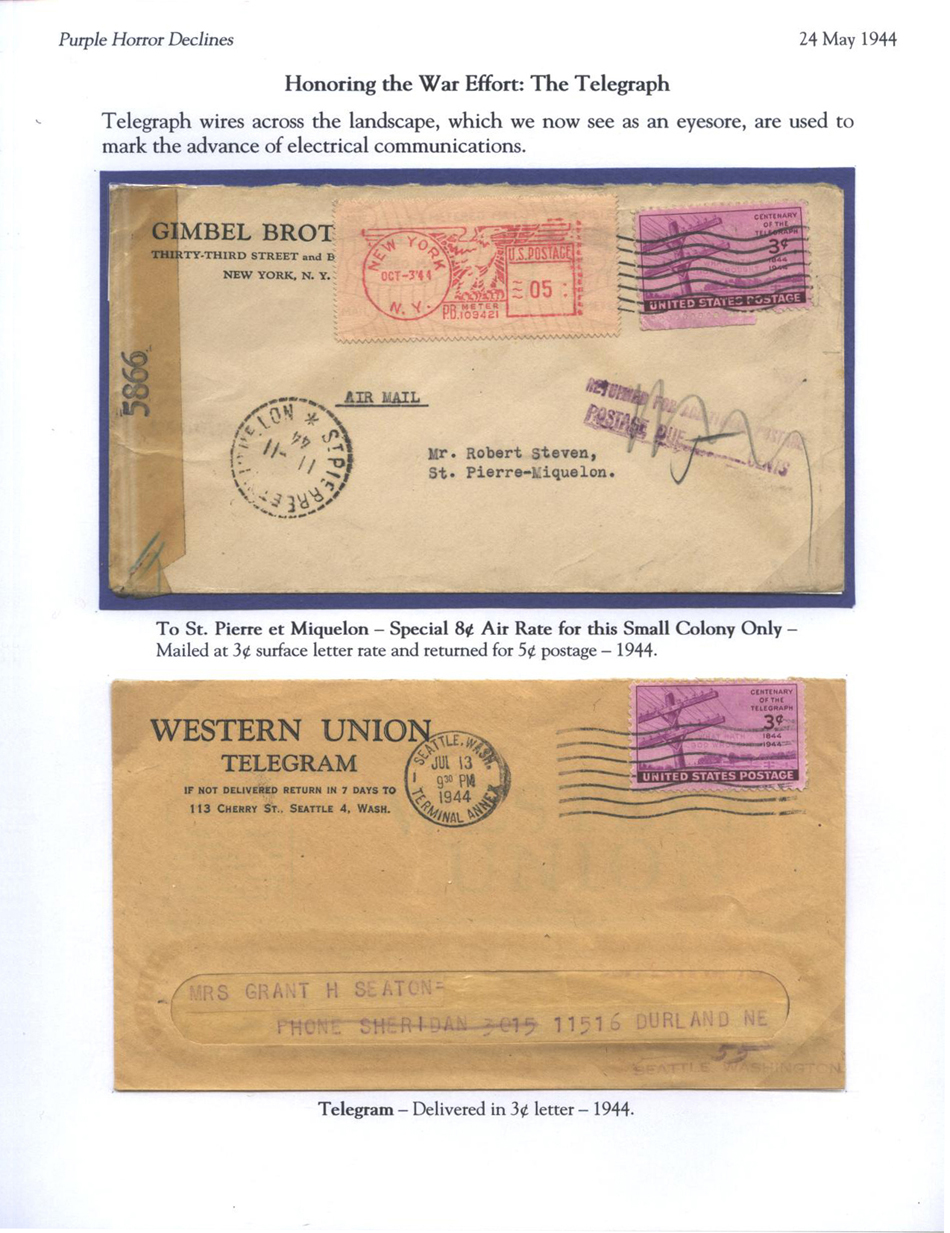 Purple Horror Declines
24 May 1944
Honoring the War Effort: The Telegraph
Telegraph wires across the landscape, which we now see as an eyesore, are used to
mark the advance of electrical communications.
GIMBEL BROT
THIRTY-THIRD STREET and B
NEW YORK, N. Y.
NEW YORK
OCT-3'44
N. Y.
U.S. POSTAGE
05
P.B. METER
109421
CENTENARY
OF THE
TELEGRAPH
3¢
1844
1944
UNITED STATES POSTAGE
5866
AIR MAIL
ST PIERRE ET
ELON *
11
-11
44
RETURNED FOR POSTAGE
POSTAGE DUE CENTS
Mr. Robert Steven,
St. Pierre-Miquelon.
To St. Pierre et Miquelon – Special 8¢ Air Rate for this Small Colony Only –
Mailed at 3¢ surface letter rate and returned for 5¢ postage – 1944.
WESTERN UNION
TELEGRAM
IF NOT DELIVERED RETURN IN 7 DAYS TO
113 CHERRY ST., SEATTLE 4, WASH.
SEATTLE, WASH.
JUL 13
9 30 PM
1944
TERMINAL ANNEX
CENTENARY
OF THE
TELEGRAPH
3¢
1844
1944
UNITED STATES POSTAGE
MRS GRANT H SEATON=
PHONE SHERIDAN 3015 11516 DURLAND NE
55
SEATTLE WASHINGTON
Telegram – Delivered in 3¢ letter – 1944.